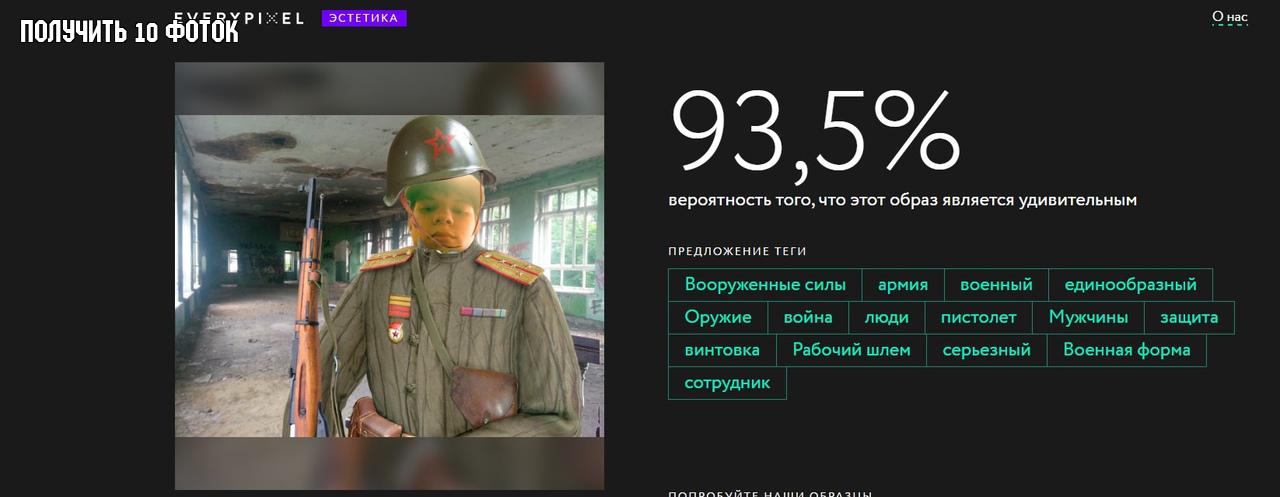 EVERYPIXEL ЭСТЕТИКА
ПОЛУЧИТЬ 10 ФОТОК
О нас
93,5%
вероятность того, что этот образ является удивительным
ПРЕДЛОЖЕНИЕ ТЕГИ
Вооруженные силы армия военный единообразный
Оружие война люди пистолет Мужчины защита
винтовка Рабочий шлем серьезный Военная форма
сотрудник
ПОПРОБУЙТЕ НАШИ ОБРАЗЦЫ